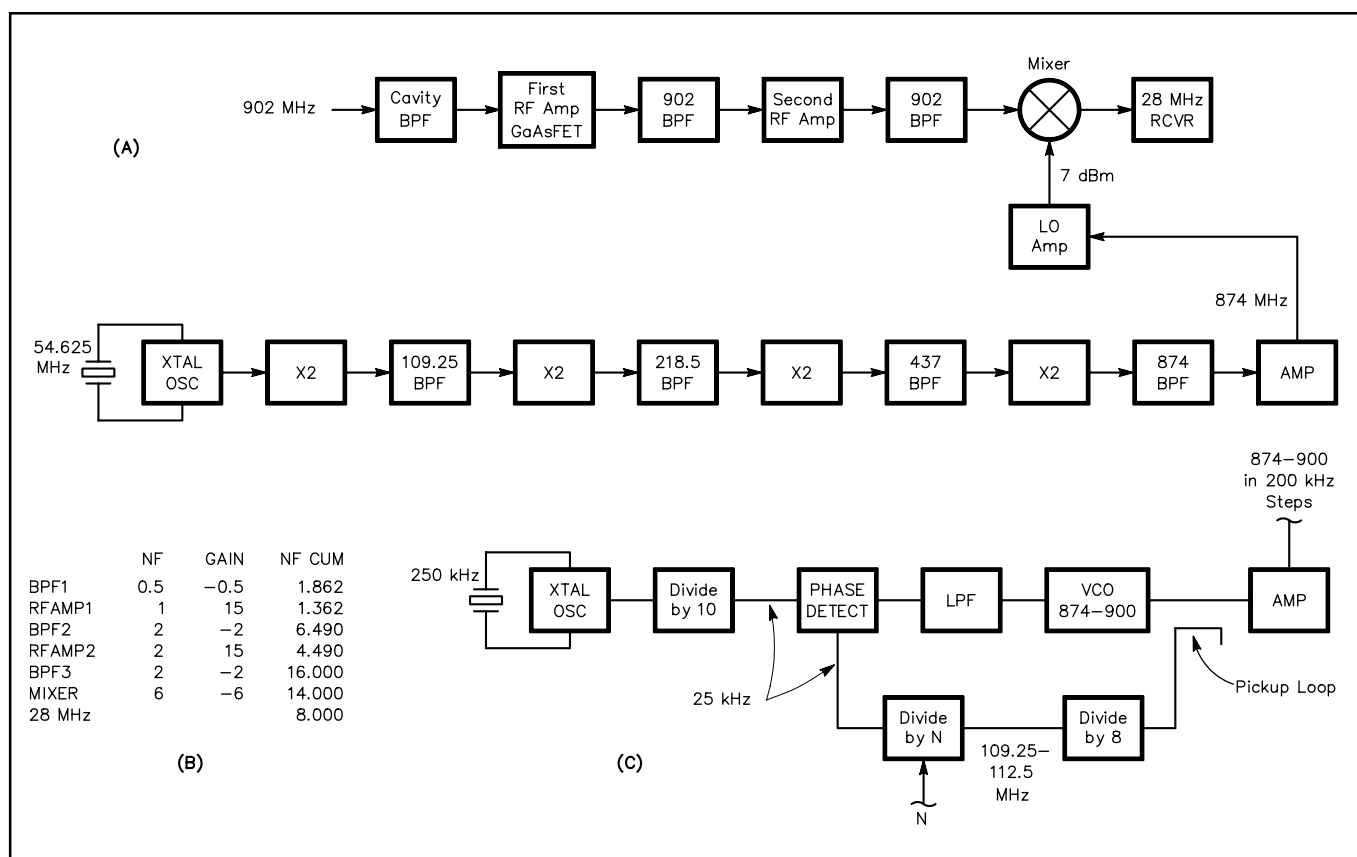 902 MHz
Cavity
BPF
First
RF Amp
GaAsFET
902
BPF
Second
RF Amp
902
BPF
Mixer
28 MHz
RCVR
(A)
7 dBm
LO
Amp
874 MHz
54.625
MHz
XTAL
OSC
X2
109.25
BPF
X2
218.5
BPF
X2
437
BPF
X2
874
BPF
AMP
NF GAIN NF CUM
BPF1 0.5 −0.5 1.862
RFAMP1 1 15 1.362
BPF2 2 −2 6.490
RFAMP2 2 15 4.490
BPF3 2 −2 16.000
MIXER 6 −6 14.000
28 MHz 8.000
(B)
874−900
in 200 kHz
Steps
250 kHz
XTAL
OSC
Divide
by 10
PHASE
DETECT
LPF
VCO
874−900
AMP
25 kHz
Pickup Loop
Divide
by N
Divide
by 8
109.25−
112.5
MHz
N
(C)